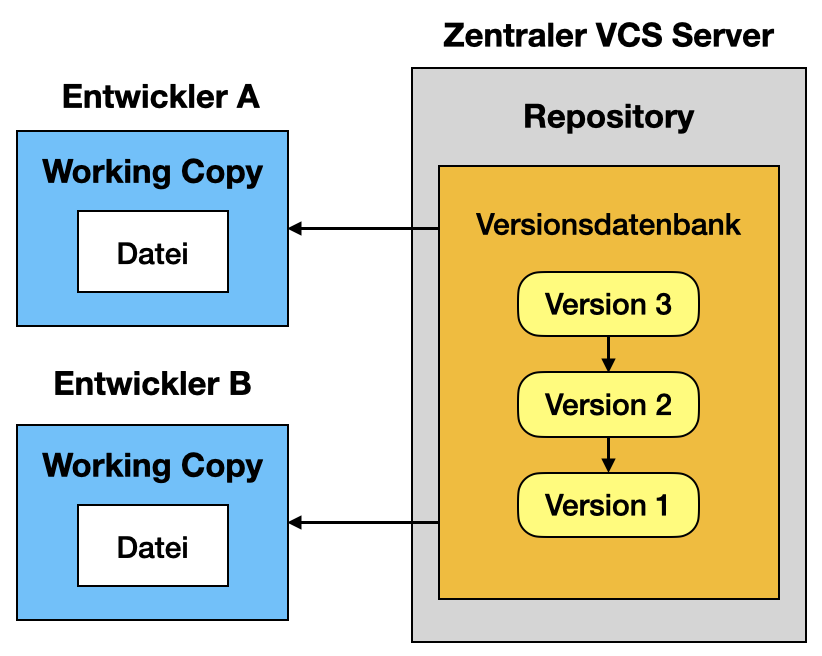 Zentraler VCS Server
Entwickler A
Working Copy
Datei
Entwickler B
Working Copy
Datei
Repository
Versionsdatenbank
Version 3
Version 2
Version 1